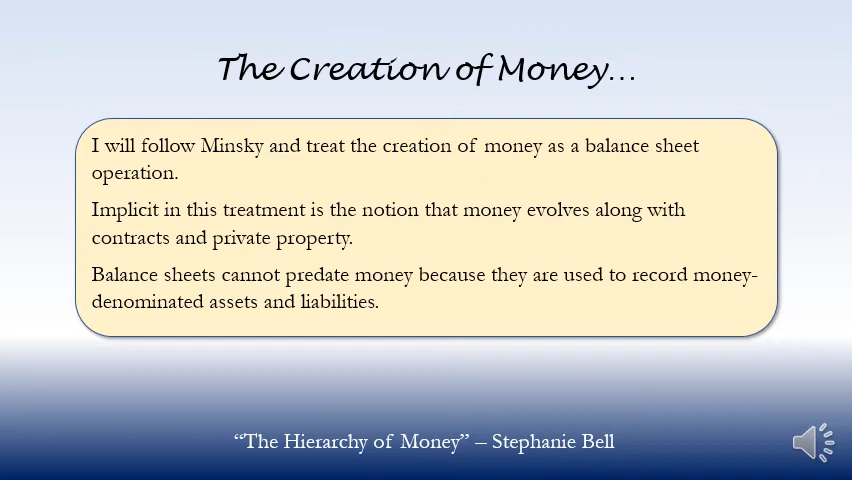 The Creation of Money…
I will follow Minsky and treat the creation of money as a balance sheet
operation.
Implicit in this treatment is the notion that money evolves along with
contracts and private property.
Balance sheets cannot predate money because they are used to record money-
denominated assets and liabilities.
“The Hierarchy of Money” – Stephanie Bell